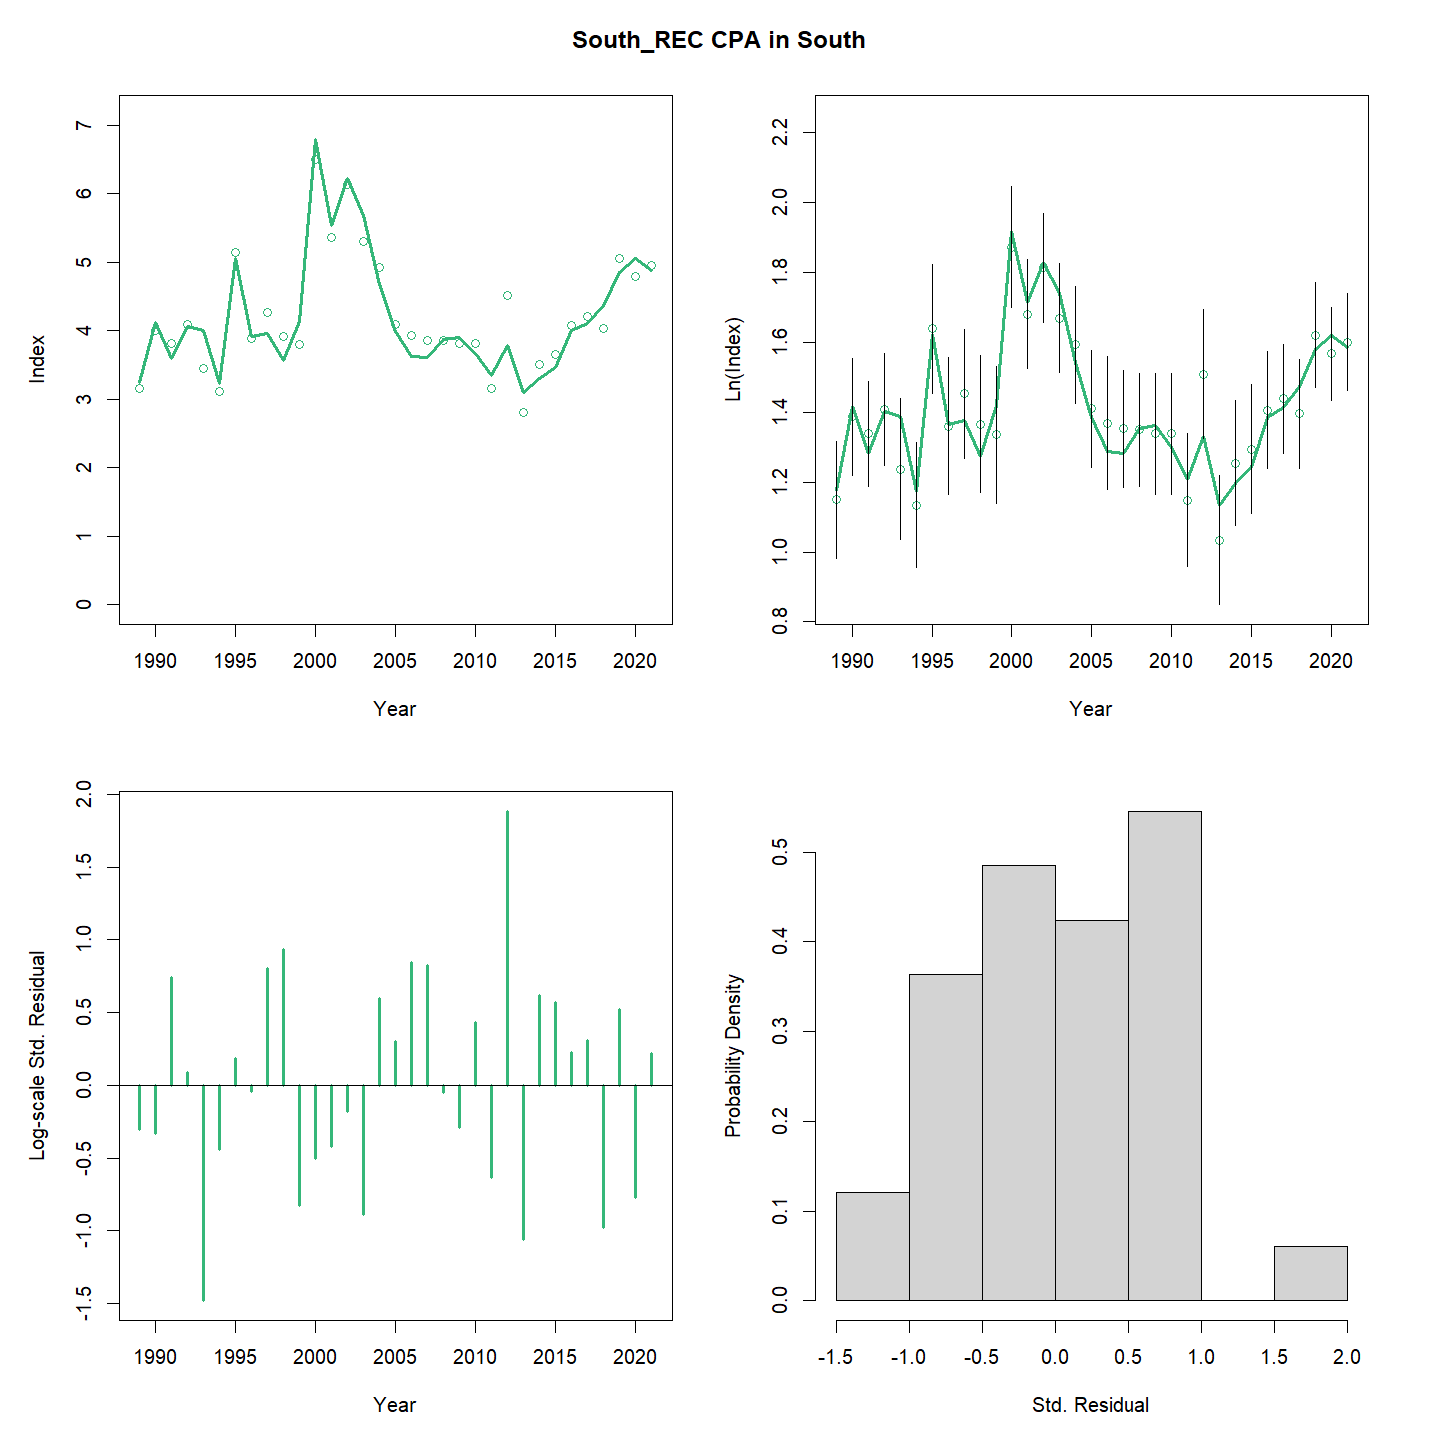 South_REC CPA in South
7
6
5
4
3
2
1
0
Index
1990 1995 2000 2005 2010 2015 2020
Year
2.2
2.0
1.8
1.6
1.4
1.2
1.0
0.8
Ln(Index)
1990 1995 2000 2005 2010 2015 2020
Year
2.0
1.5
1.0
0.5
0.0
-0.5
-1.0
-1.5
Log-scale Std. Residual
1990 1995 2000 2005 2010 2015 2020
Year
0.5
0.4
0.3
0.2
0.1
0.0
Probability Density
-1.5 -1.0 -0.5 0.0 0.5 1.0 1.5 2.0
Std. Residual